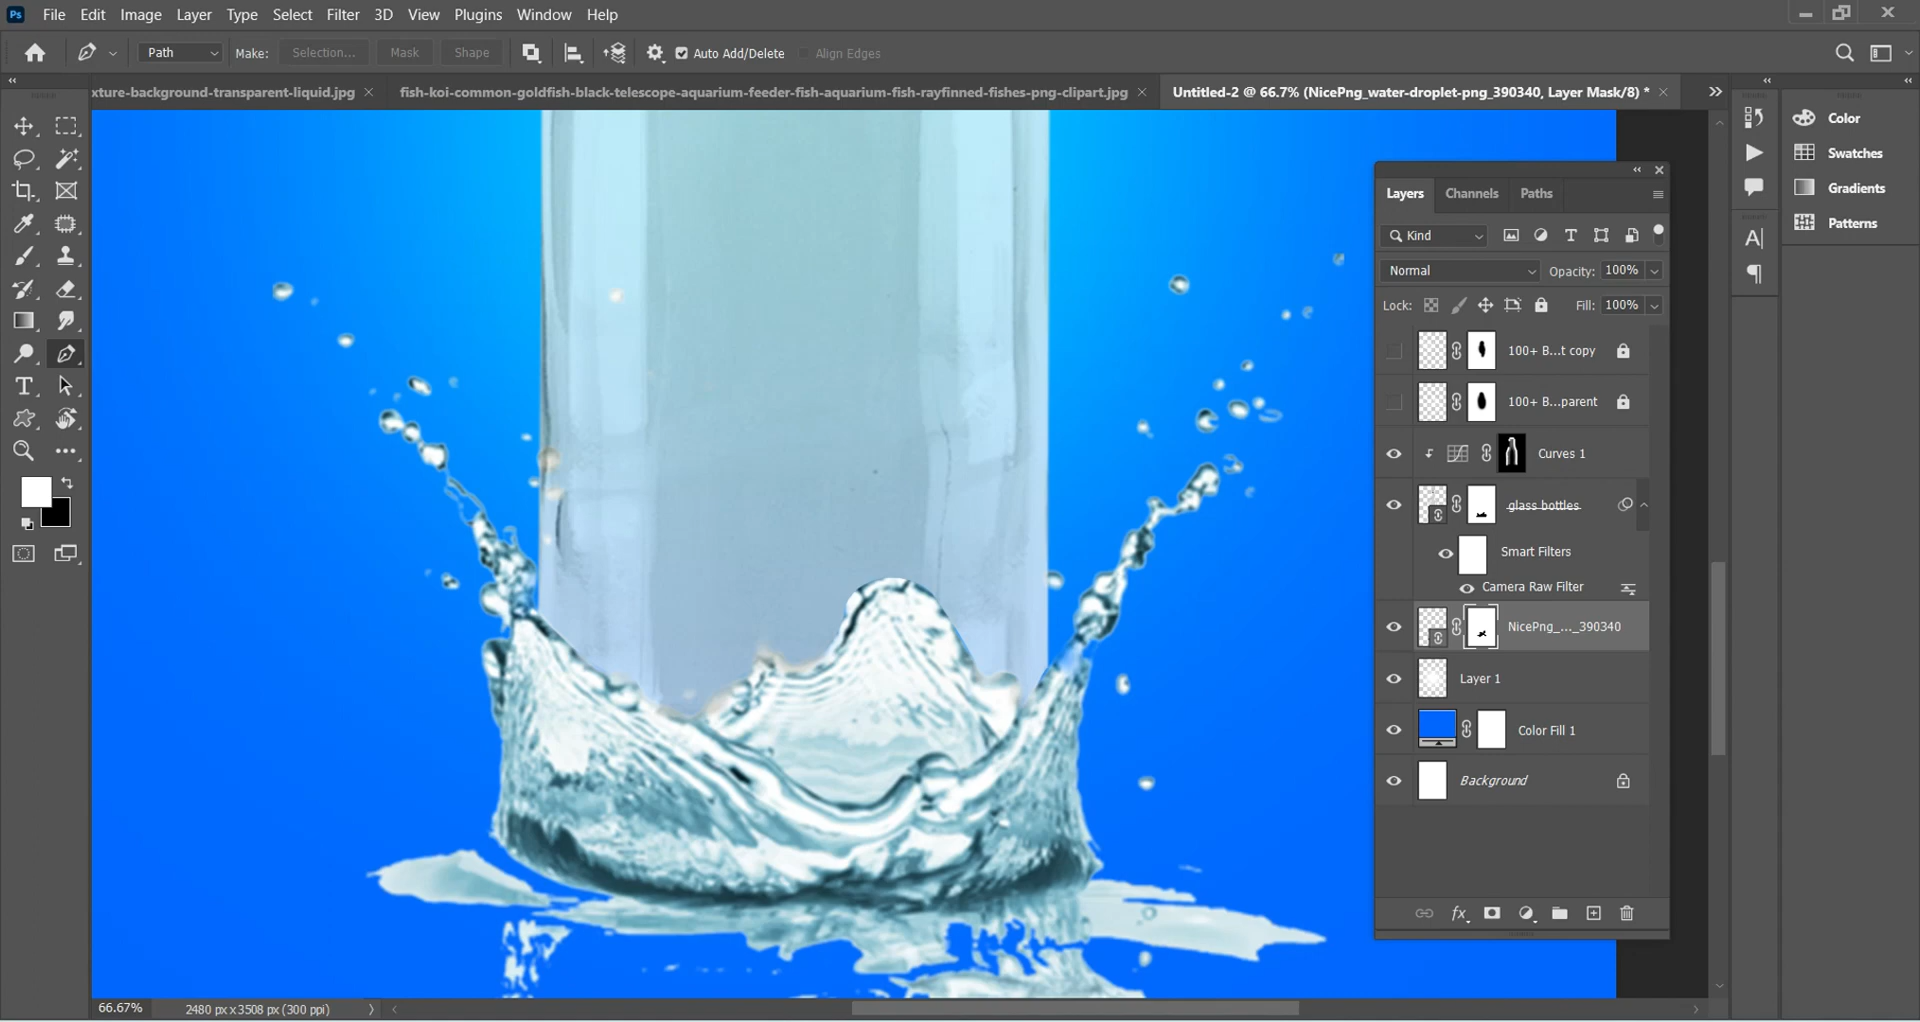 Ps File Edit Image Layer Type Select Filter 3D View Plugins Window Help
Path Make: Selection... Mask Shape Auto Add/Delete Align Edges
xture-background-transparent-liquid.jpg × fish-koi-common-goldfish-black-telescope-aquarium-feeder-fish-aquarium-fish-rayfinned-fishes-png-clipart.jpg × Untitled-2 @ 66.7% (NicePng_water-droplet-png_390340, Layer Mask/8) * ×
Color
Swatches
Gradients
Patterns
Layers Channels Paths
Kind
Normal Opacity: 100%
Lock: Fill: 100%
100+ B...t copy
100+ B...parent
Curves 1
glass bottles
Smart Filters
Camera Raw Filter
NicePng_..._390340
Layer 1
Color Fill 1
Background
fx
66.67% 2480 px x 3508 px (300 ppi)